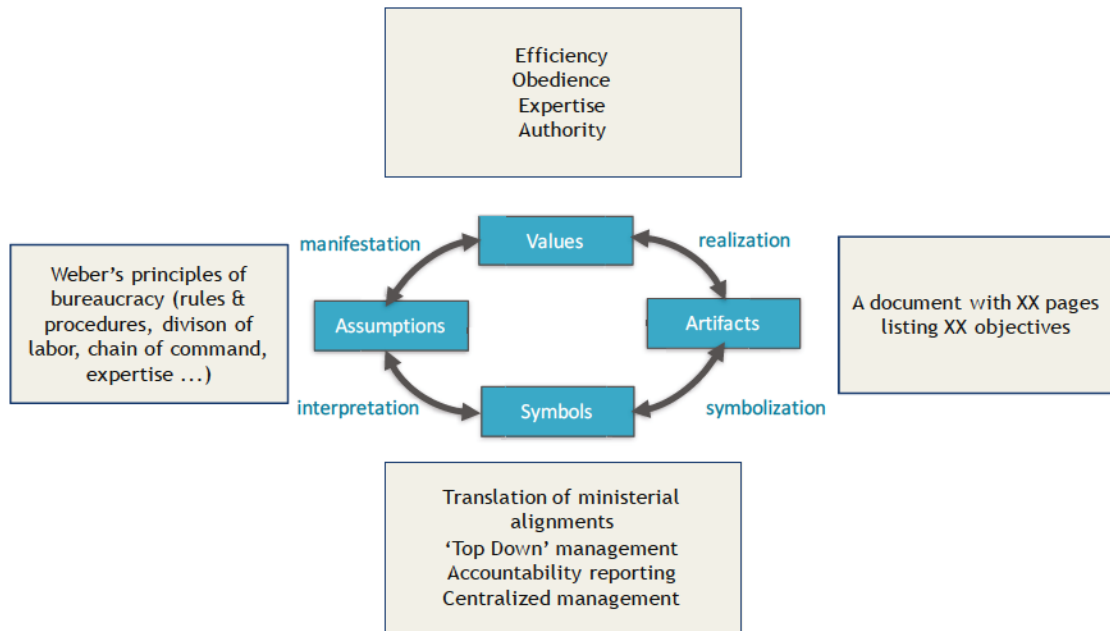 Efficiency
Obedience
Expertise
Authority
manifestation
Values
realization
Weber’s principles of
bureaucracy (rules &
procedures, divison of
labor, chain of command,
expertise ...)
Assumptions
Artifacts
A document with XX pages
listing XX objectives
interpretation
Symbols
symbolization
Translation of ministerial
alignments
‘Top Down’ management
Accountability reporting
Centralized management